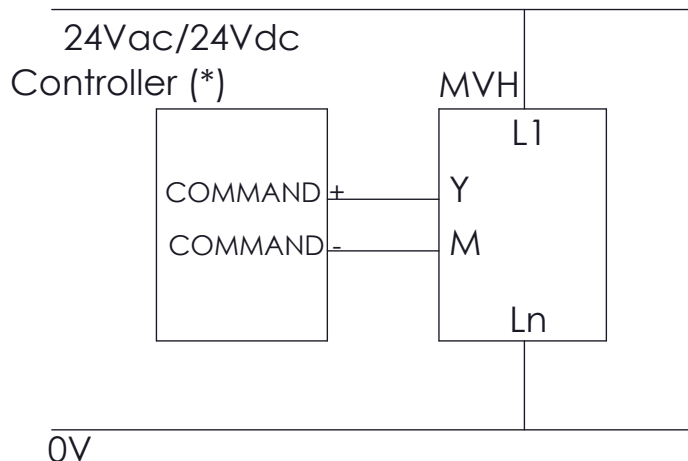 24Vac/24Vdc
Controller (*)
MVH
L1
COMMAND +
Y
COMMAND -
M
Ln
0V